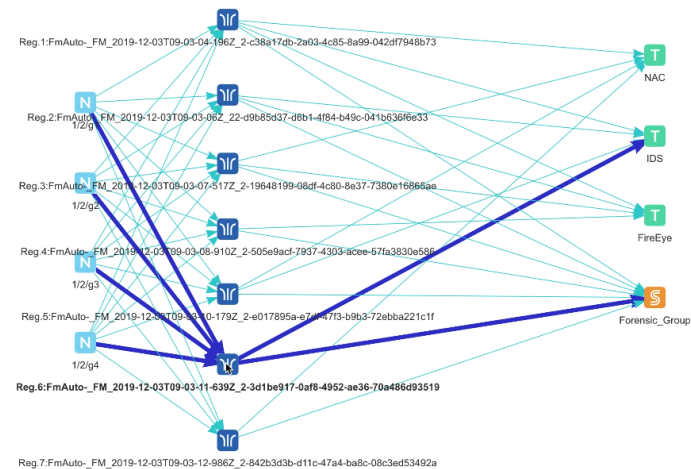 Reg.1:FmAuto-_FM_2019-12-03T09-03-04-196Z_2-c38a17db-2a03-4c85-8a99-042df7948b73
NAC
N
1/2/g1
Reg.2:FmAuto-_FM_2019-12-03T09-03-06Z_22-d9b85d37-d6b1-4f84-b49c-041b636f6e33
T
IDS
N
1/2/g2
Reg.3:FmAuto-_FM_2019-12-03T09-03-07-517Z_2-19648199-08df-4c80-8e37-7380e16865ae
T
FireEye
T
Reg.4:FmAuto-_FM_2019-12-03T09-03-08-910Z_2-505e9acf-7937-4303-acee-57fa3830e586
N
1/2/g3
S
Forensic_Group
Reg.5:FmAuto-_FM_2019-12-03T09-03-10-179Z_2-e017895a-e7df-47f3-b9b3-72ebba221c1f
N
1/2/g4
Reg.6:FmAuto-_FM_2019-12-03T09-03-11-639Z_2-3d1be917-0af8-4952-ae36-70a486d93519
Reg.7:FmAuto-_FM_2019-12-03T09-03-12-986Z_2-842b3d3b-d11c-47a4-ba8c-08c3ed53492a